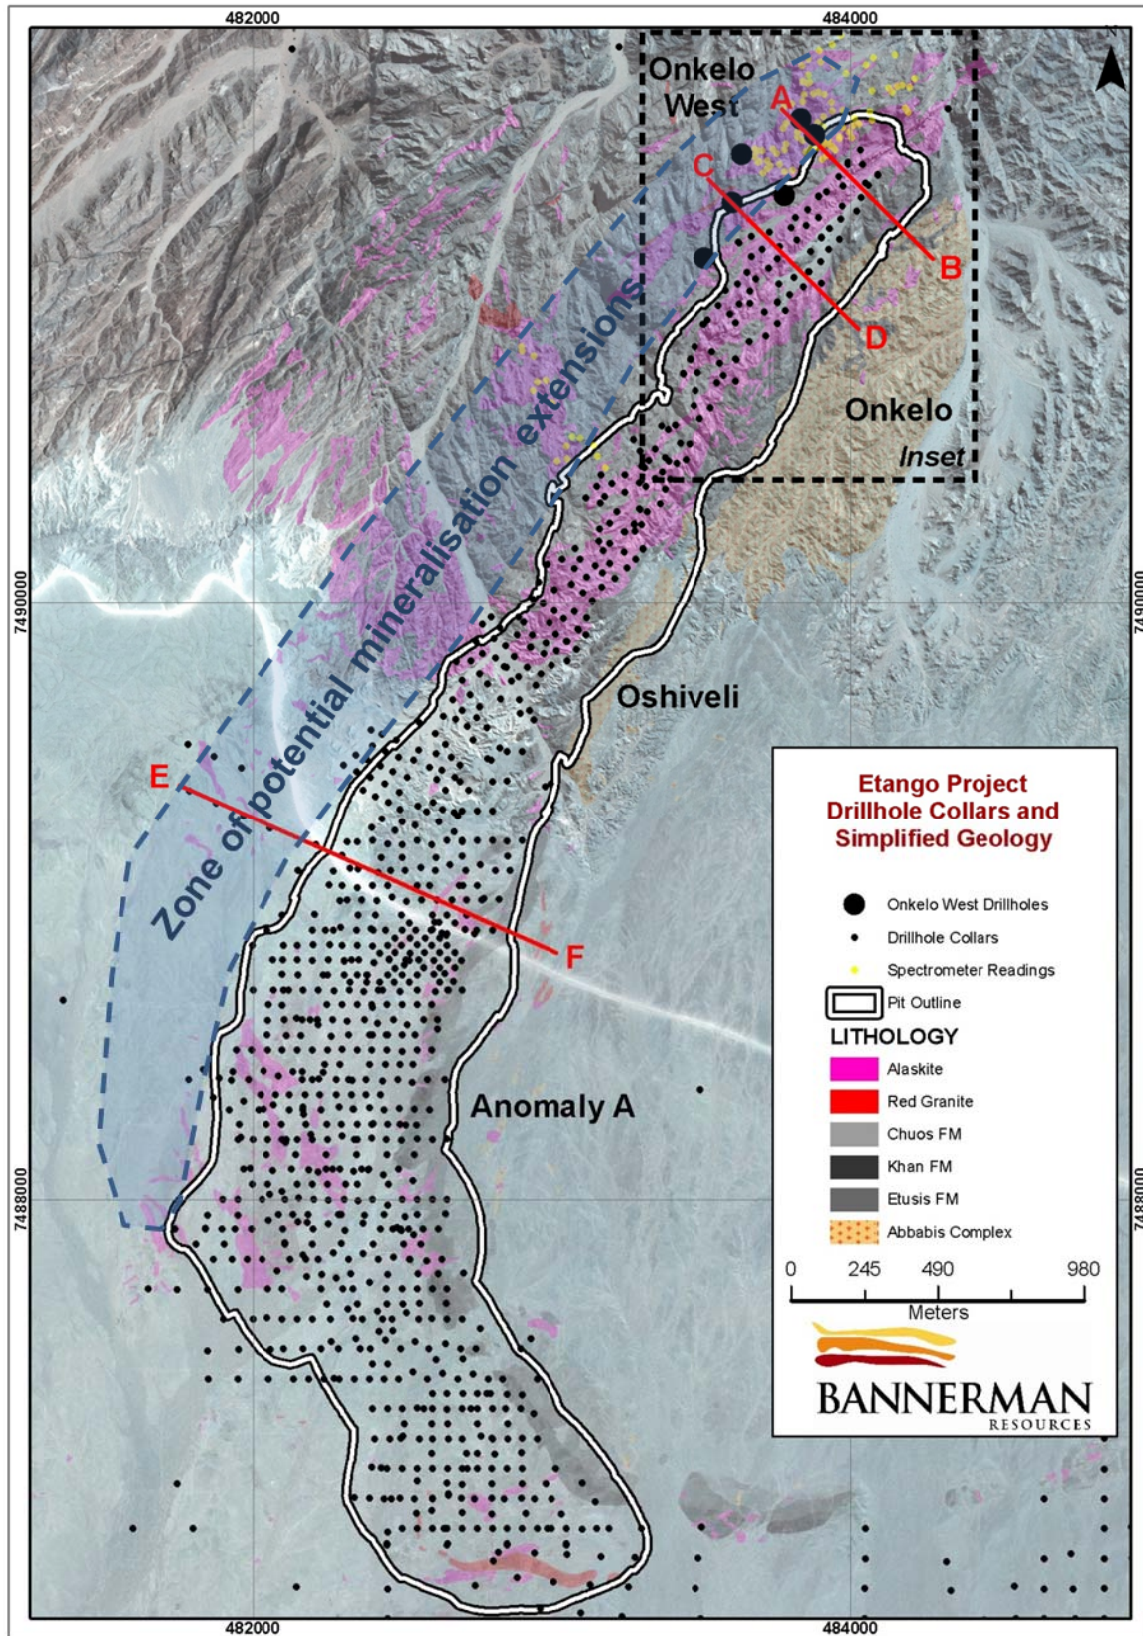 482000
484000
Onkelo
West
A
C
B
D
Onkelo
Inset
7490000
7490000
Zone of potential mineralisation extensions
Oshiveli
E
F
Anomaly A
7488000
7488000
Etango Project
Drillhole Collars and
Simplified Geology
Onkelo West Drillholes
Drillhole Collars
Spectrometer Readings
Pit Outline
LITHOLOGY
Alaskite
Red Granite
Chuos FM
Khan FM
Etusis FM
Abbabis Complex
0 245 490 980
Meters
BANNERMAN
RESOURCES
482000
484000